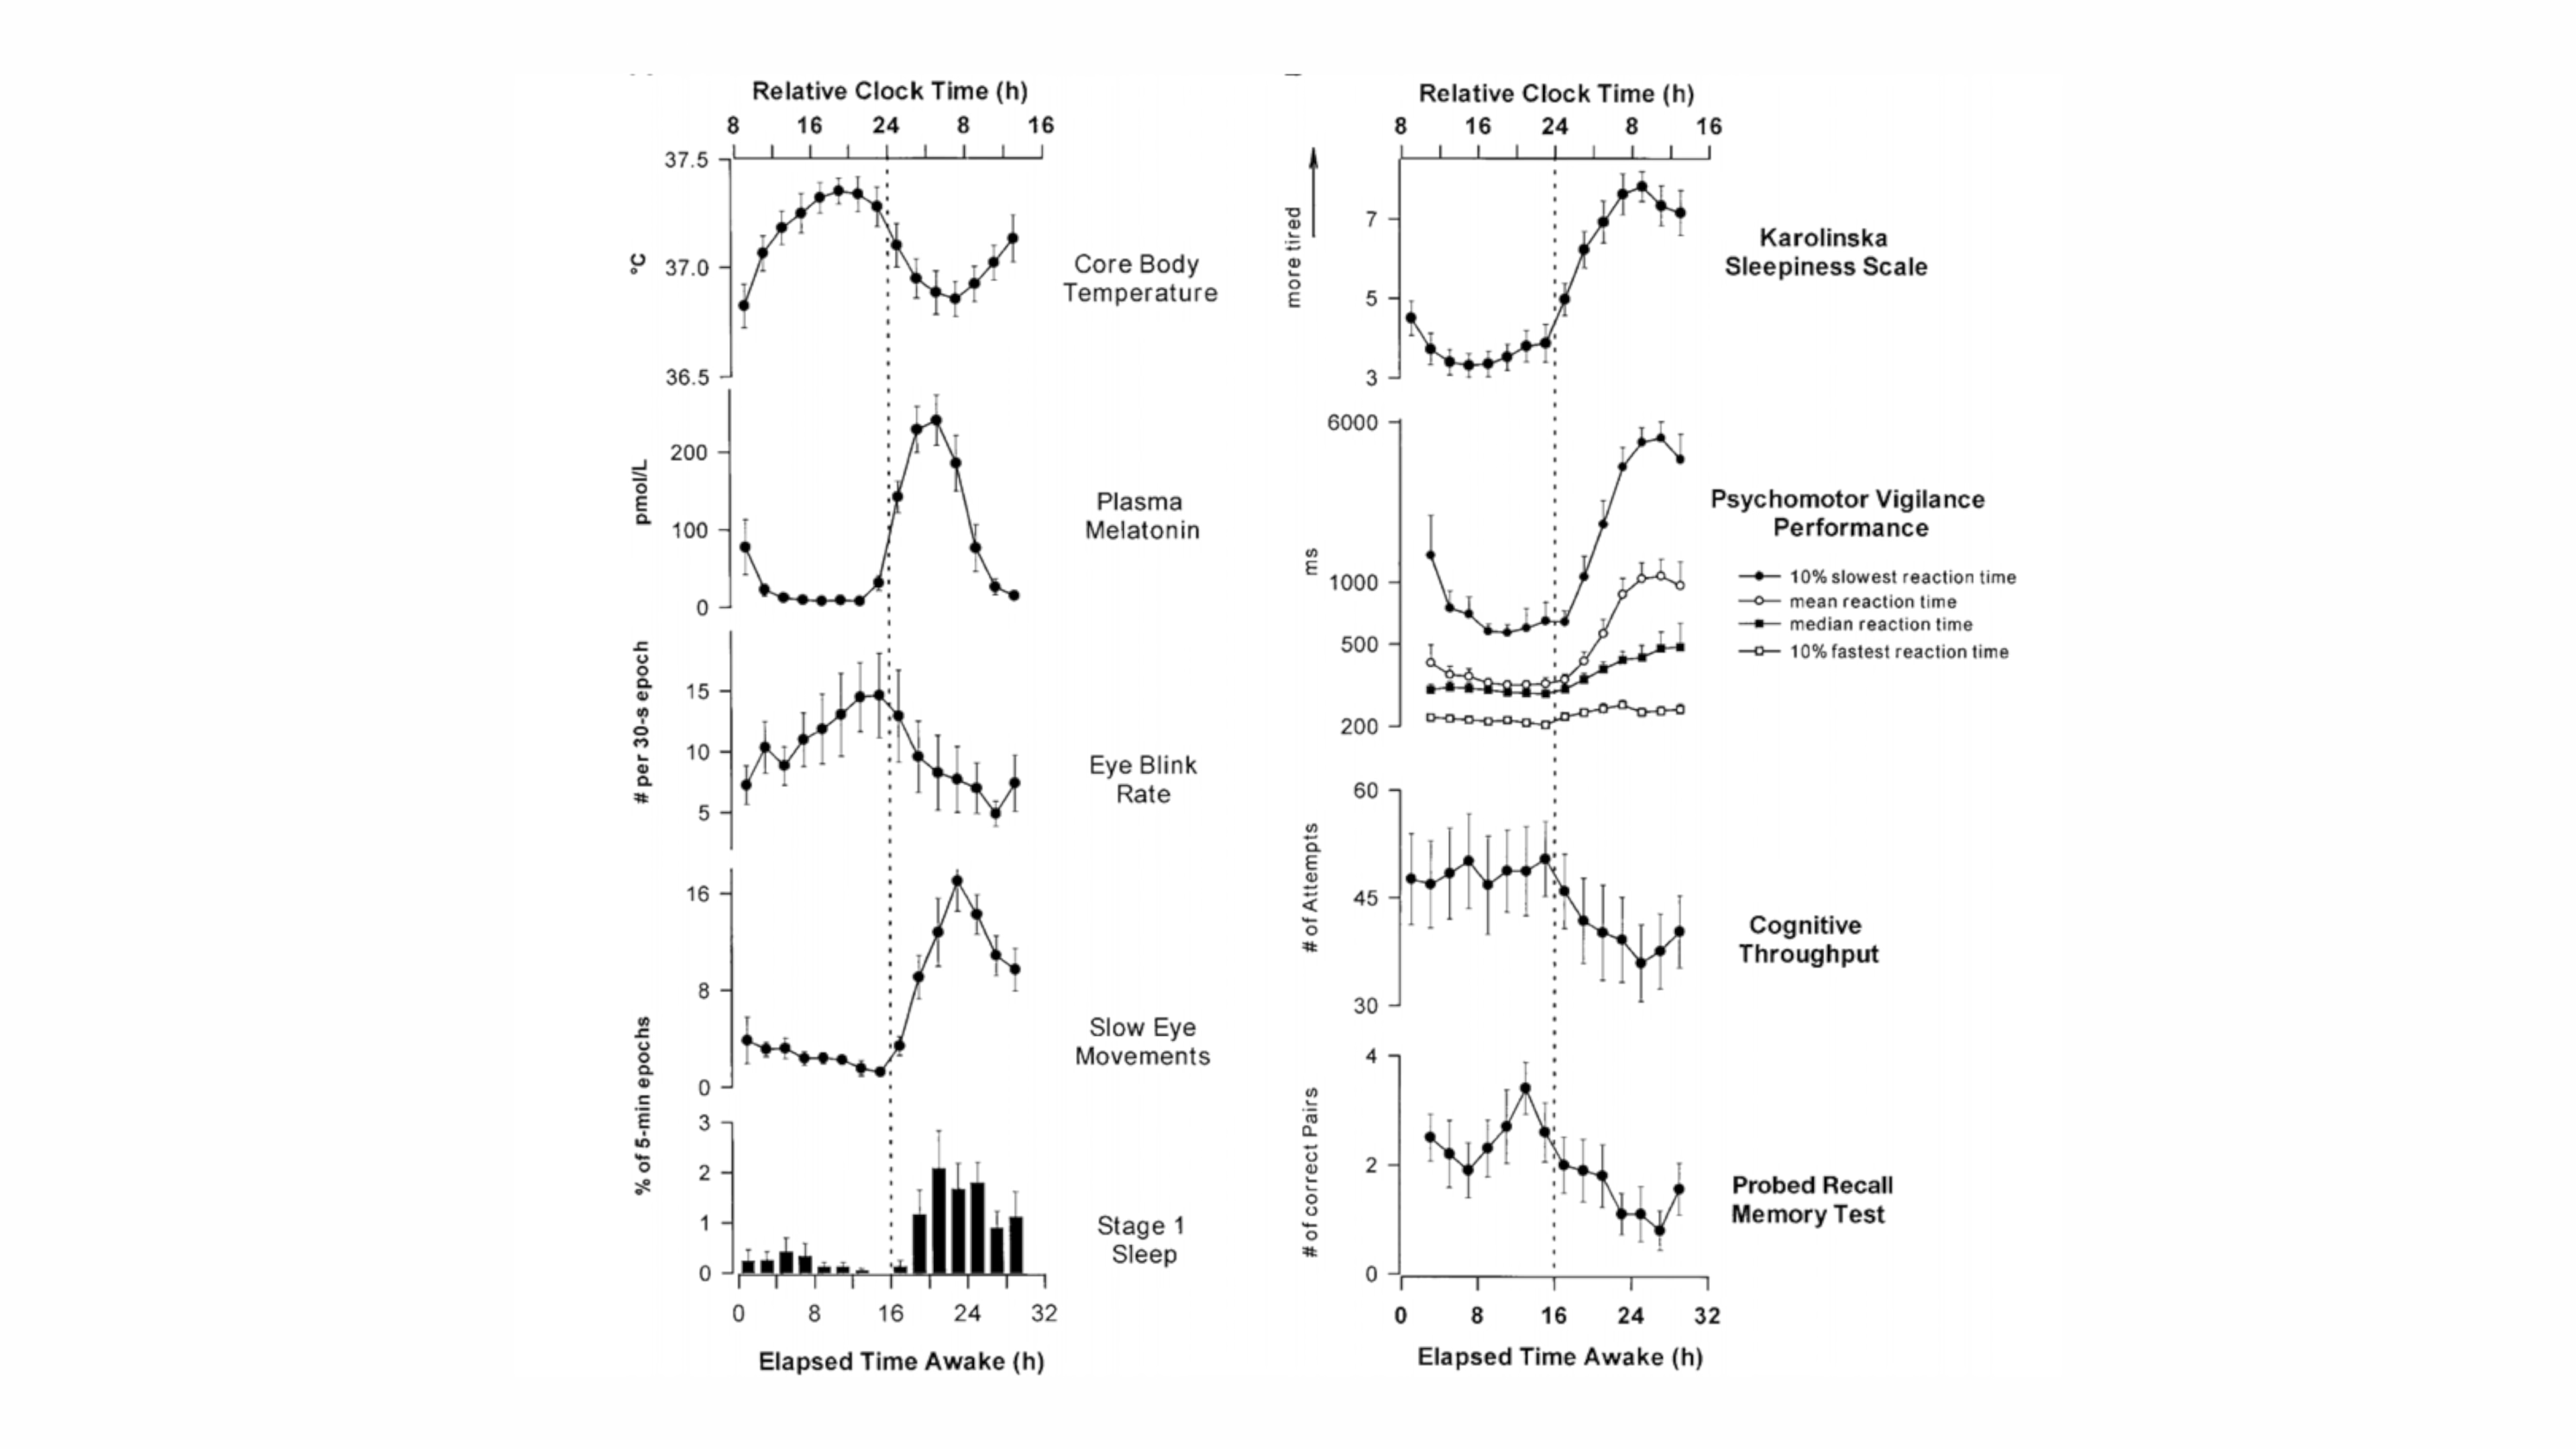 Relative Clock Time (h)
8 16 24 8 16
37.5
37.0
36.5
°C
Core Body
Temperature
200
100
0
pmol/L
Plasma
Melatonin
15
10
5
# per 30-s epoch
Eye Blink
Rate
16
8
0
Slow Eye
Movements
% of 5-min epochs
3
2
1
0
Stage 1
Sleep
0 8 16 24 32
Elapsed Time Awake (h)
Relative Clock Time (h)
8 16 24 8 16
more tired
7
5
3
Karolinska
Sleepiness Scale
6000
1000
500
200
ms
Psychomotor Vigilance
Performance
10% slowest reaction time
mean reaction time
median reaction time
10% fastest reaction time
60
45
30
# of Attempts
Cognitive
Throughput
4
2
0
# of correct Pairs
Probed Recall
Memory Test
0 8 16 24 32
Elapsed Time Awake (h)